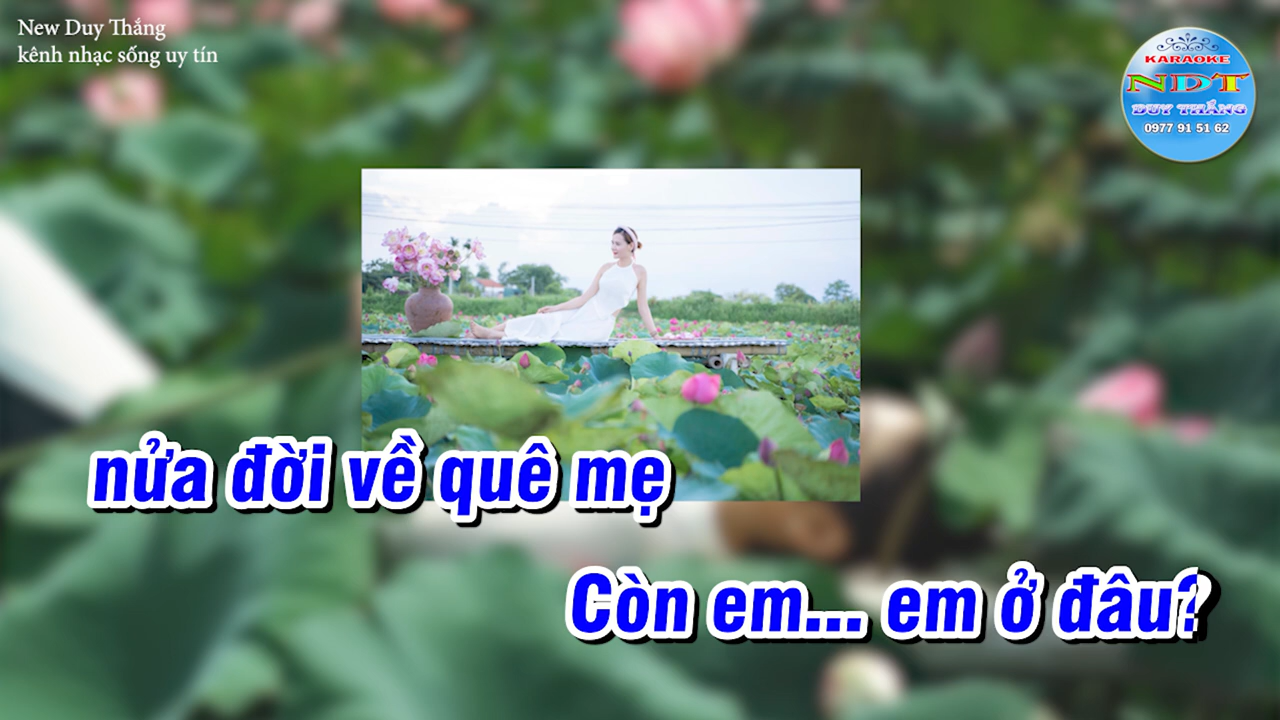 New Duy Thắng
kênh nhạc sống uy tín
KARAOKE
NDT
DUY THẮNG
0977 91 51 62
nửa đời về quê mẹ
Còn em... em ở đâu?